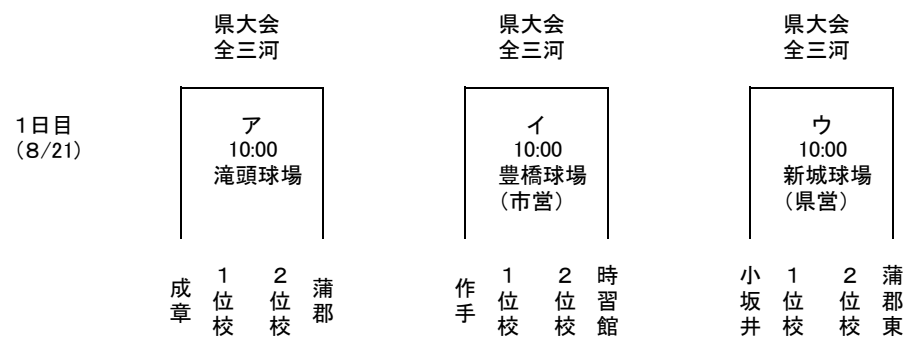 県大会
全三河
県大会
全三河
県大会
全三河
1日目
(8/21)
ア
10:00
滝頭球場
イ
10:00
豊橋球場
(市営)
ウ
10:00
新城球場
(県営)
成章
1位校
2位校
蒲郡
作手
1位校
2位校
時習館
小坂井
1位校
2位校
蒲郡東